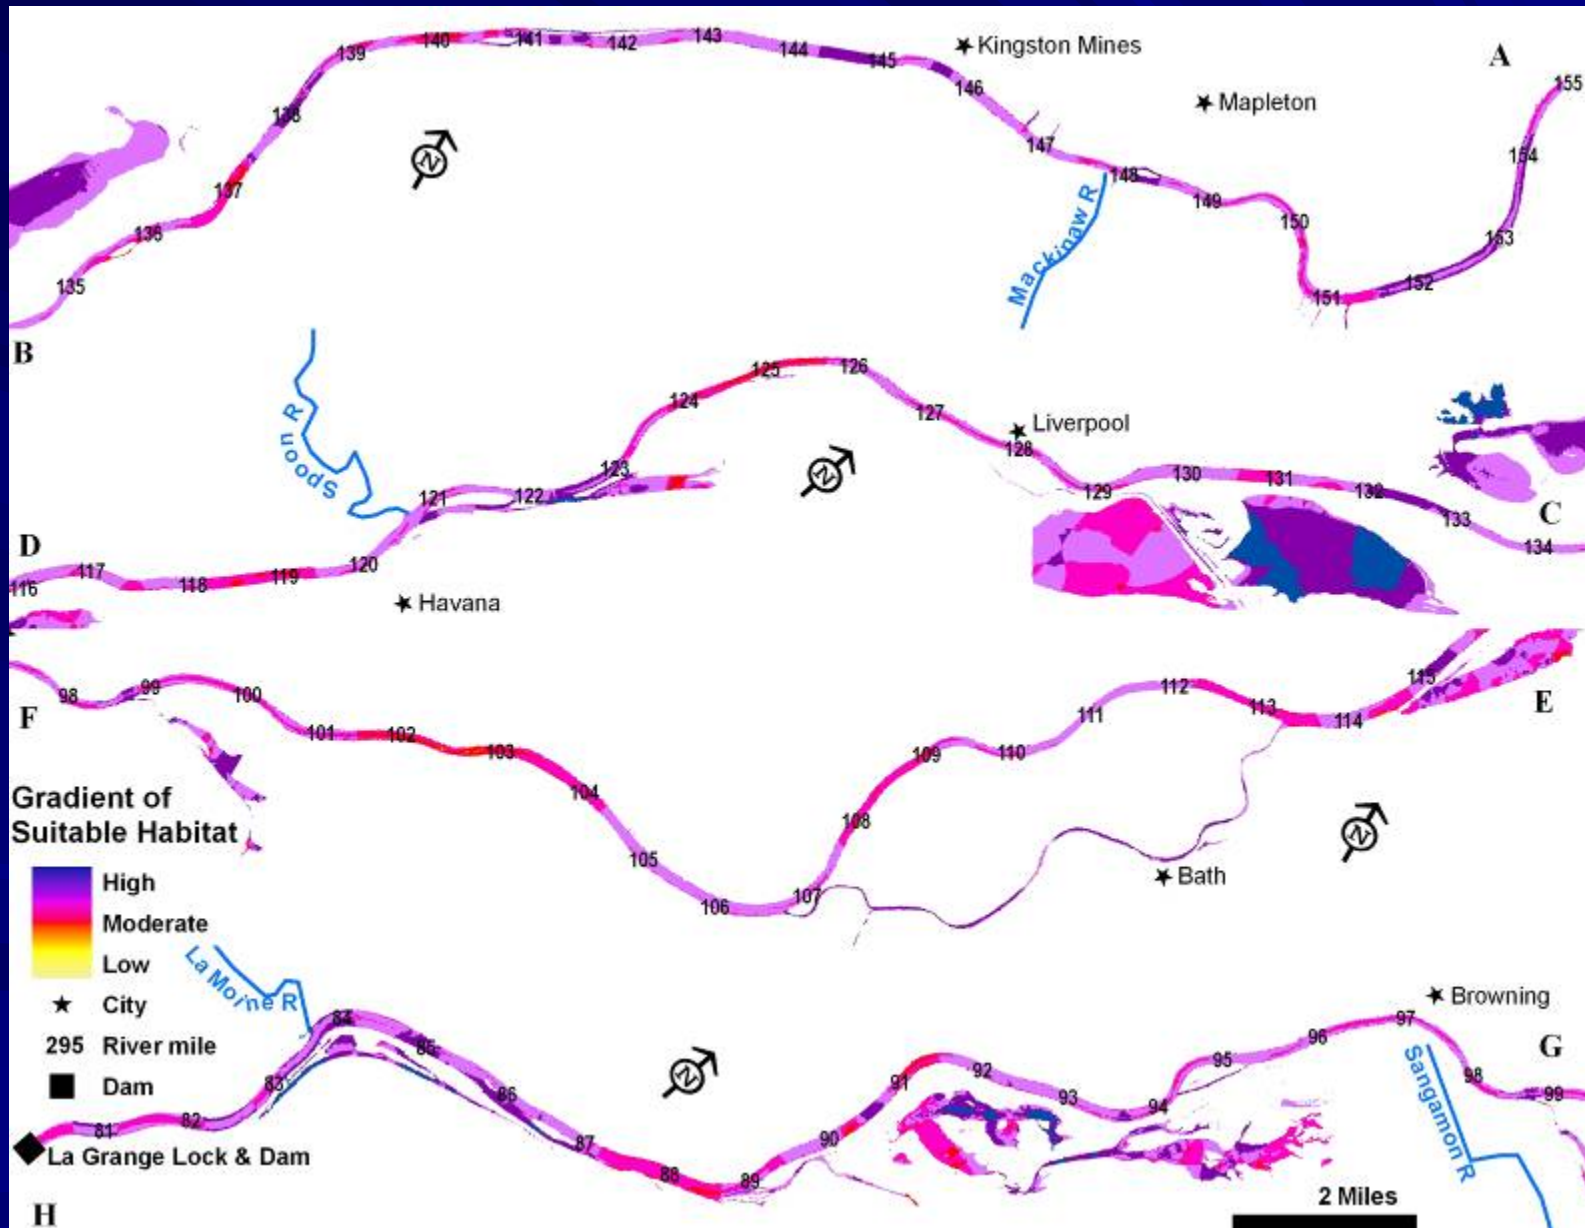 A
Kingston Mines
Mapleton
155
154
153
152
151
150
149
148
147
146
145
144
143
142
141
140
139
138
137
136
135
N
Mackinaw R
B
Spoon R
C
134
133
132
131
130
129
128
Liverpool
127
126
125
124
123
122
121
120
119
118
117
116
N
D
Havana
E
115
114
113
112
111
110
109
108
107
106
105
104
103
102
101
100
99
98
F
N
Bath
Gradient of
Suitable Habitat
High
Moderate
Low
City
295 River mile
Dam
La Moine R
Browning
G
99
98
97
96
95
94
93
92
91
90
89
88
87
86
85
84
83
82
81
N
Sangamon R
La Grange Lock & Dam
2 Miles
H